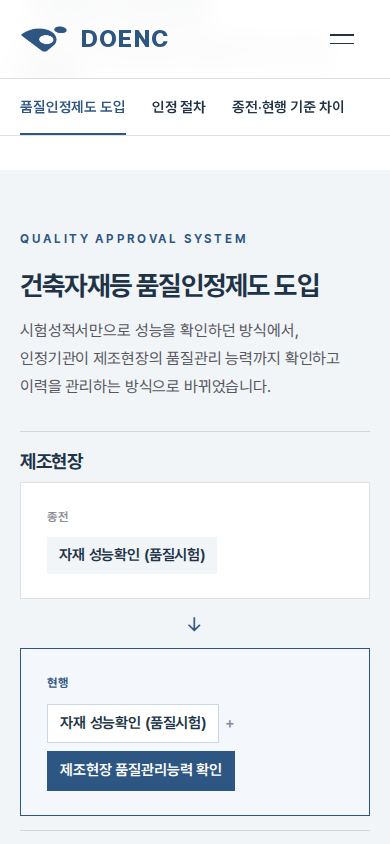 DOENC
품질인정제도 도입 인정 절차 종전·현행 기준 차이
QUALITY APPROVAL SYSTEM
건축자재등 품질인정제도 도입
시험성적서만으로 성능을 확인하던 방식에서,
인정기관이 제조현장의 품질관리 능력까지 확인하고
이력을 관리하는 방식으로 바뀌었습니다.
제조현장
종전
자재 성능확인 (품질시험)
↓
현행
자재 성능확인 (품질시험) +
제조현장 품질관리능력 확인